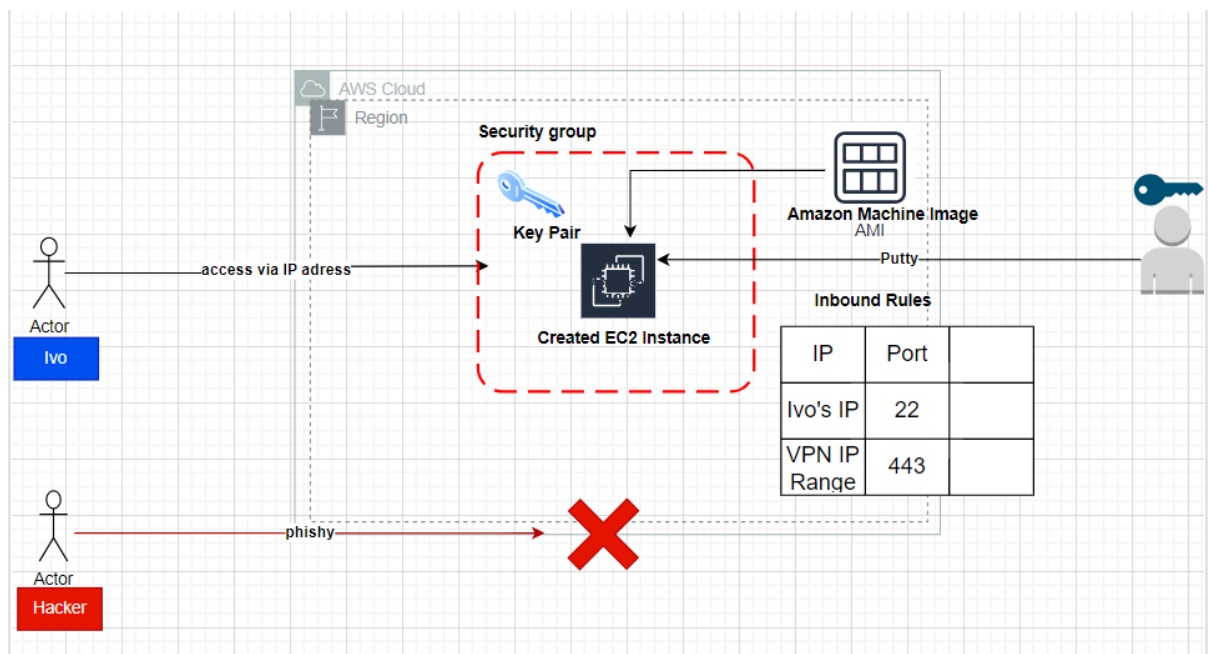 AWS Cloud
Region
Security group
Key Pair
Amazon Machine Image
AMI
Putty
access via IP adress
Actor
Ivo
Created EC2 Instance
Inbound Rules
IP Port
Ivo's IP 22
VPN IP
Range 443
phishy
Actor
Hacker